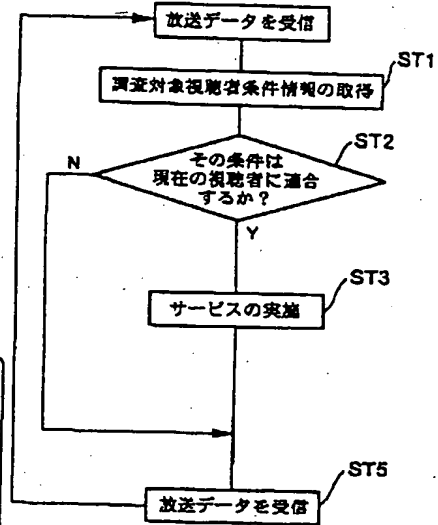 放送データを受信
ST1
調査対象視聴者条件情報の取得
ST2
その条件は
現在の視聴者に適合
するか？
N
Y
ST3
サービスの実施
ST5
放送データを受信